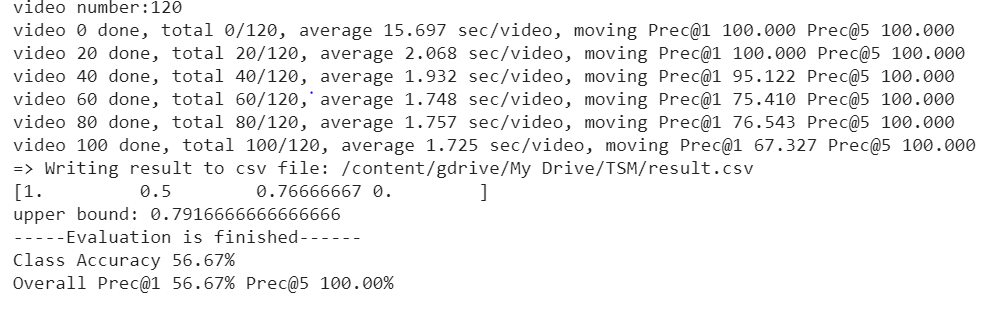 video number:120
video 0 done, total 0/120, average 15.697 sec/video, moving Prec@1 100.000 Prec@5 100.000
video 20 done, total 20/120, average 2.068 sec/video, moving Prec@1 100.000 Prec@5 100.000
video 40 done, total 40/120, average 1.932 sec/video, moving Prec@1 95.122 Prec@5 100.000
video 60 done, total 60/120, average 1.748 sec/video, moving Prec@1 75.410 Prec@5 100.000
video 80 done, total 80/120, average 1.757 sec/video, moving Prec@1 76.543 Prec@5 100.000
video 100 done, total 100/120, average 1.725 sec/video, moving Prec@1 67.327 Prec@5 100.000
=> Writing result to csv file: /content/gdrive/My Drive/TSM/result.csv
[1.         0.5        0.76666667 0.        ]
upper bound: 0.7916666666666666
-----Evaluation is finished------
Class Accuracy 56.67%
Overall Prec@1 56.67% Prec@5 100.00%